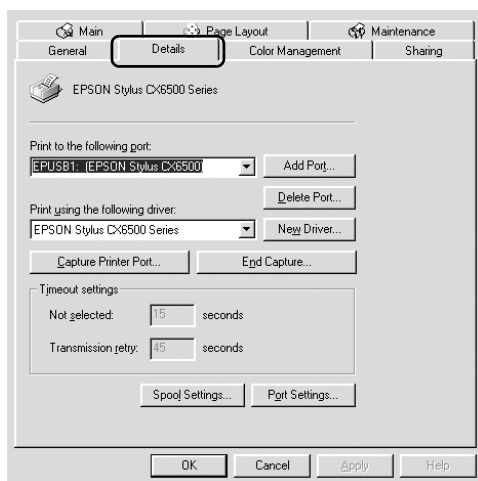 Main Page Layout Maintenance
General Details Color Management Sharing
EPSON Stylus CX6500 Series
Print to the following port:
EPUSB1: (EPSON Stylus CX6500)
Add Port...
Delete Port...
Print using the following driver:
EPSON Stylus CX6500 Series
New Driver...
Capture Printer Port... End Capture...
Timeout settings
Not selected: 15 seconds
Transmission retry: 45 seconds
Spool Settings... Port Settings...
OK Cancel Apply Help